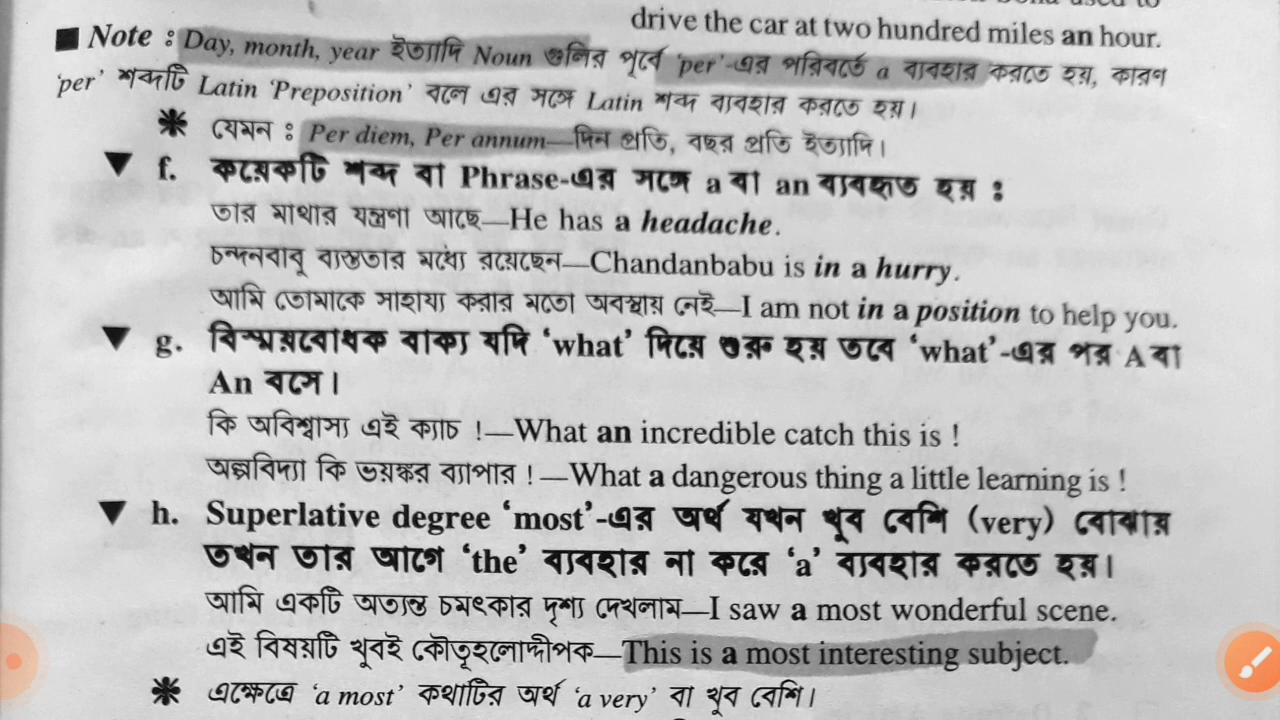 drive the car at two hundred miles an hour.
■ Note : Day, month, year ইত্যাদি Noun গুলির পূর্বে 'per'-এর পরিবর্তে a ব্যবহার করতে হয়, কারণ
'per' শব্দটি Latin 'Preposition' বলে এর সঙ্গে Latin শব্দ ব্যবহার করতে হয়।
✱ যেমন : Per diem, Per annum—দিন প্রতি, বছর প্রতি ইত্যাদি।
▼ f. কয়েকটি শব্দ বা Phrase-এর সঙ্গে a বা an ব্যবহৃত হয় :
তার মাথার যন্ত্রণা আছে—He has a headache.
চন্দনবাবু ব্যস্ততার মধ্যে রয়েছেন—Chandanbabu is in a hurry.
আমি তোমাকে সাহায্য করার মতো অবস্থায় নেই—I am not in a position to help you.
▼ g. বিস্ময়বোধক বাক্য যদি 'what' দিয়ে শুরু হয় তবে 'what'-এর পর A বা
An বসে।
কি অবিশ্বাস্য এই ক্যাচ !—What an incredible catch this is !
অল্পবিদ্যা কি ভয়ঙ্কর ব্যাপার !—What a dangerous thing a little learning is !
▼ h. Superlative degree 'most'-এর অর্থ যখন খুব বেশি (very) বোঝায়
তখন তার আগে 'the' ব্যবহার না করে 'a' ব্যবহার করতে হয়।
আমি একটি অত্যন্ত চমৎকার দৃশ্য দেখলাম—I saw a most wonderful scene.
এই বিষয়টি খুবই কৌতূহলোদ্দীপক—This is a most interesting subject.
✱ এক্ষেত্রে 'a most' কথাটির অর্থ 'a very' বা খুব বেশি।